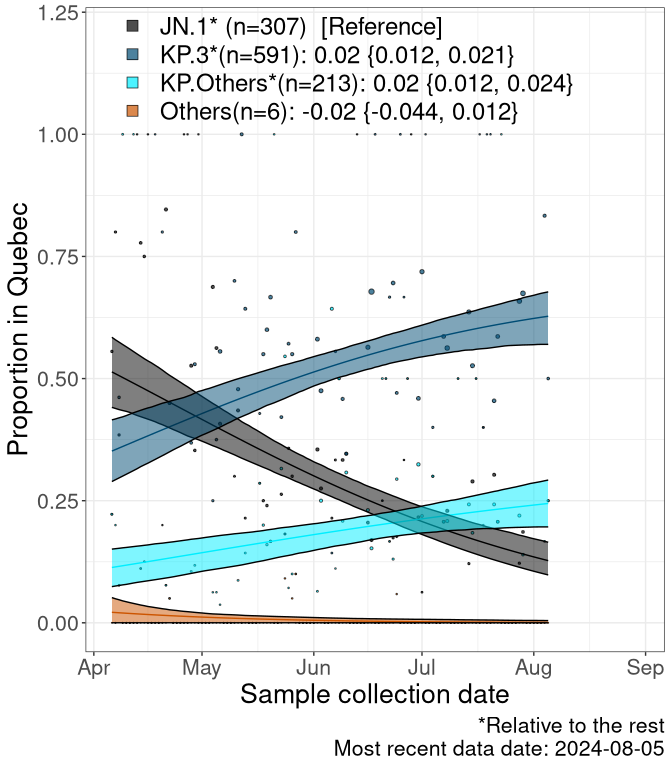 1.25
JN.1* (n=307)  [Reference]
KP.3*(n=591): 0.02 {0.012, 0.021}
KP.Others*(n=213): 0.02 {0.012, 0.024}
Others(n=6): -0.02 {-0.044, 0.012}
1.00
0.75
0.50
0.25
0.00
Proportion in Quebec
Apr May Jun Jul Aug Sep
Sample collection date
*Relative to the rest
Most recent data date: 2024-08-05